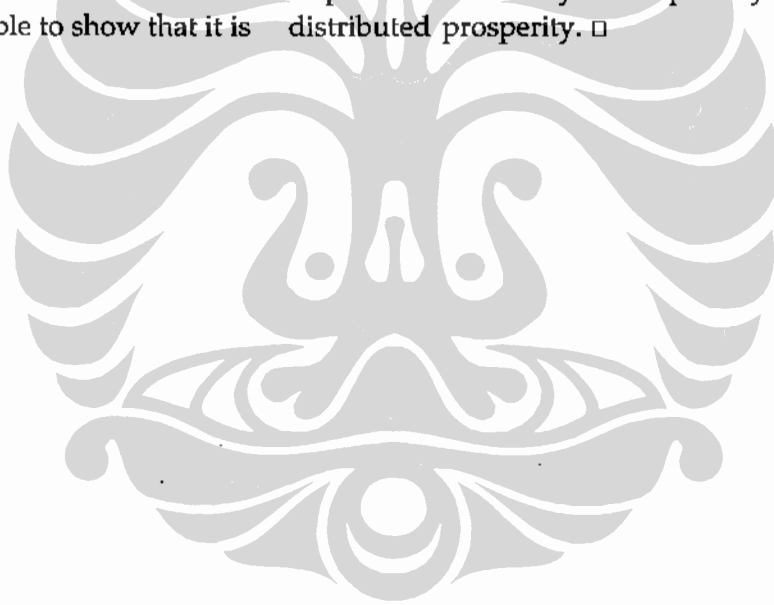 ble to show that it is
distributed prosperity. □